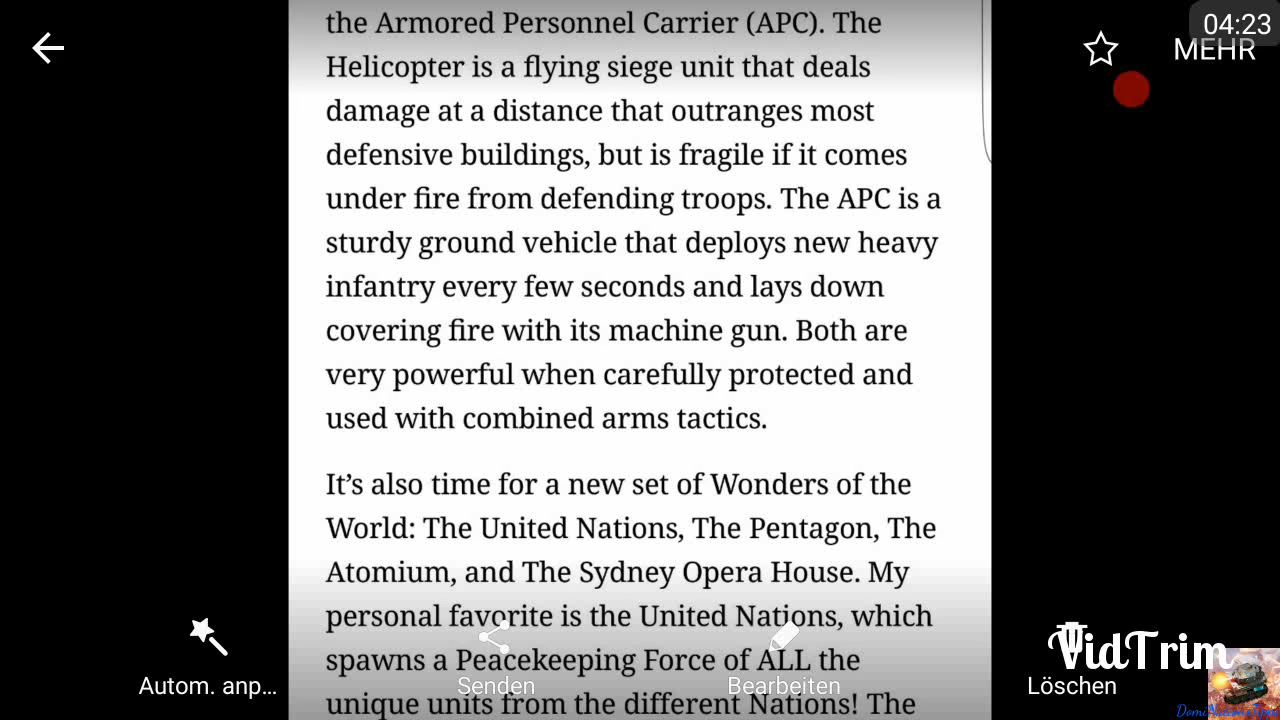 04:23
MEHR
the Armored Personnel Carrier (APC). The
Helicopter is a flying siege unit that deals
damage at a distance that outranges most
defensive buildings, but is fragile if it comes
under fire from defending troops. The APC is a
sturdy ground vehicle that deploys new heavy
infantry every few seconds and lays down
covering fire with its machine gun. Both are
very powerful when carefully protected and
used with combined arms tactics.
It’s also time for a new set of Wonders of the
World: The United Nations, The Pentagon, The
Atomium, and The Sydney Opera House. My
personal favorite is the United Nations, which
spawns a Peacekeeping Force of ALL the
unique units from the different Nations! The
Autom. anp...
Senden
Bearbeiten
Löschen
VidTrim